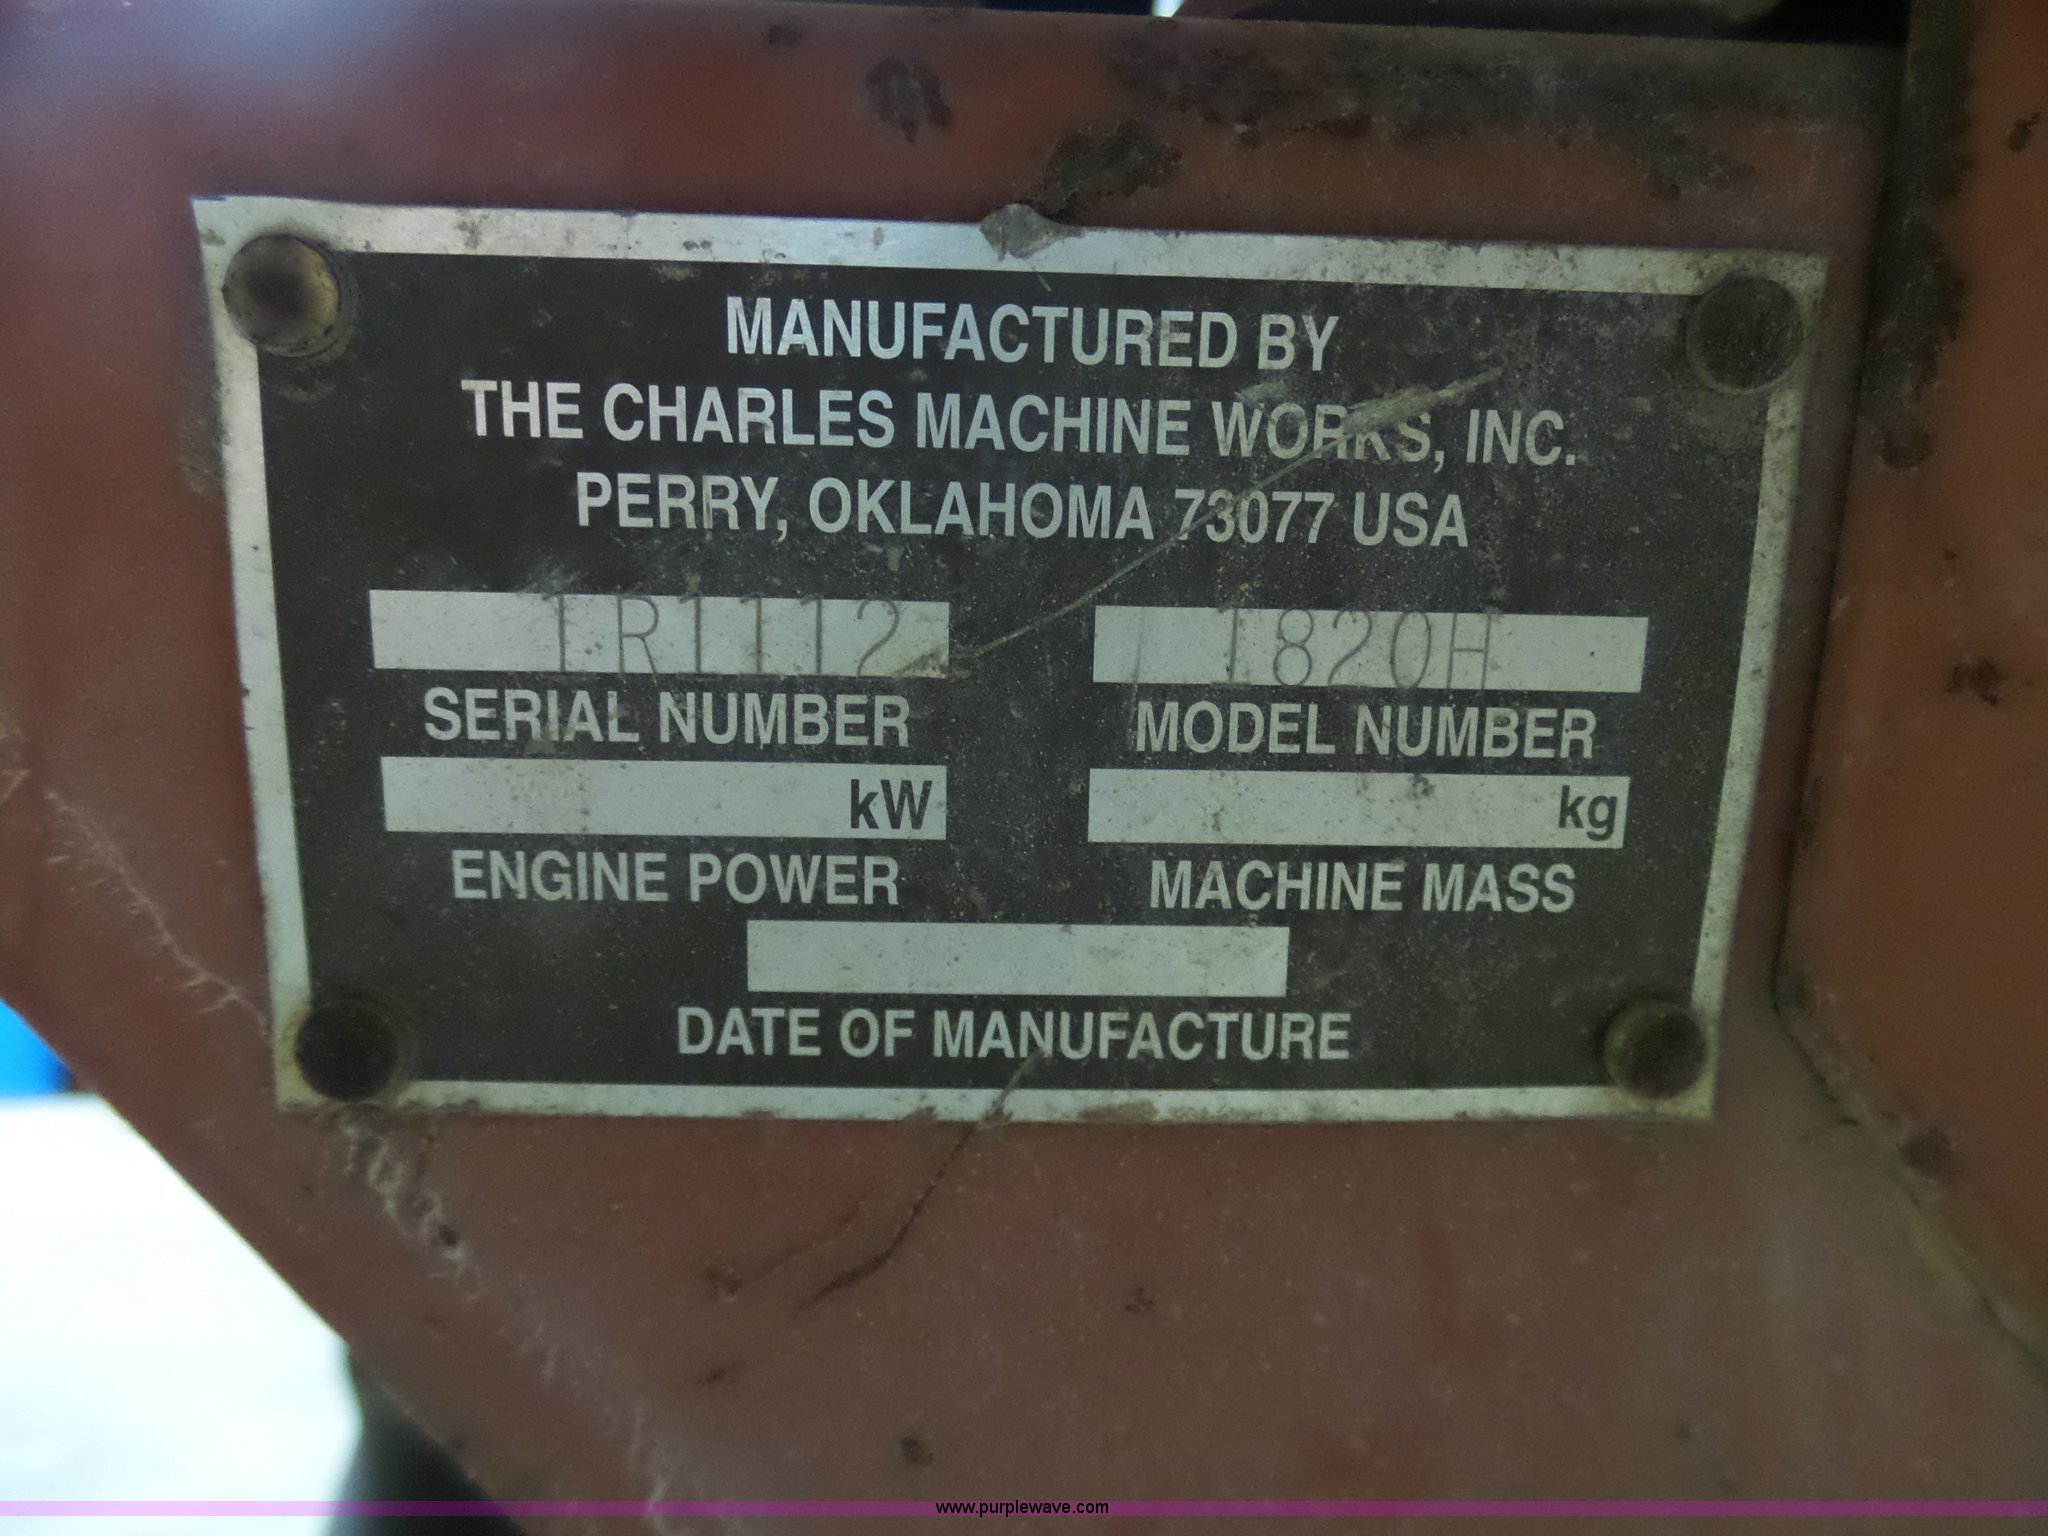 MANUFACTURED BY
THE CHARLES MACHINE WORKS, INC.
PERRY, OKLAHOMA 73077 USA
1R1112 1820H
SERIAL NUMBER MODEL NUMBER
kW kg
ENGINE POWER MACHINE MASS
DATE OF MANUFACTURE
www.purplewave.com